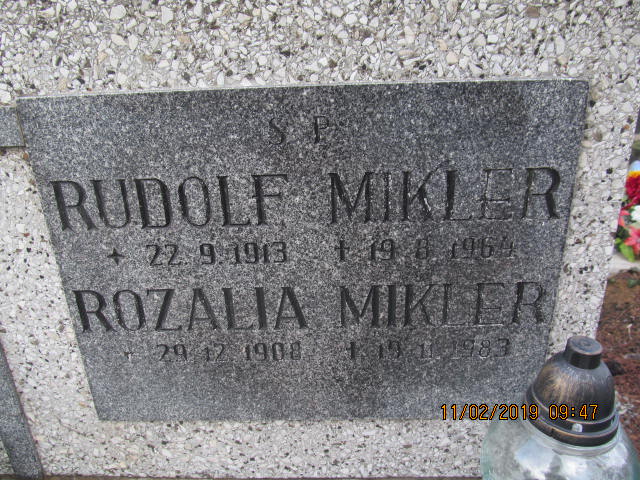 S P
RUDOLF MIKLER
+ 22.9.1913 + 19.8.1964
ROZALIA MIKLER
+ 29.12.1908 + 19.11.1983
11/02/2019 09:47